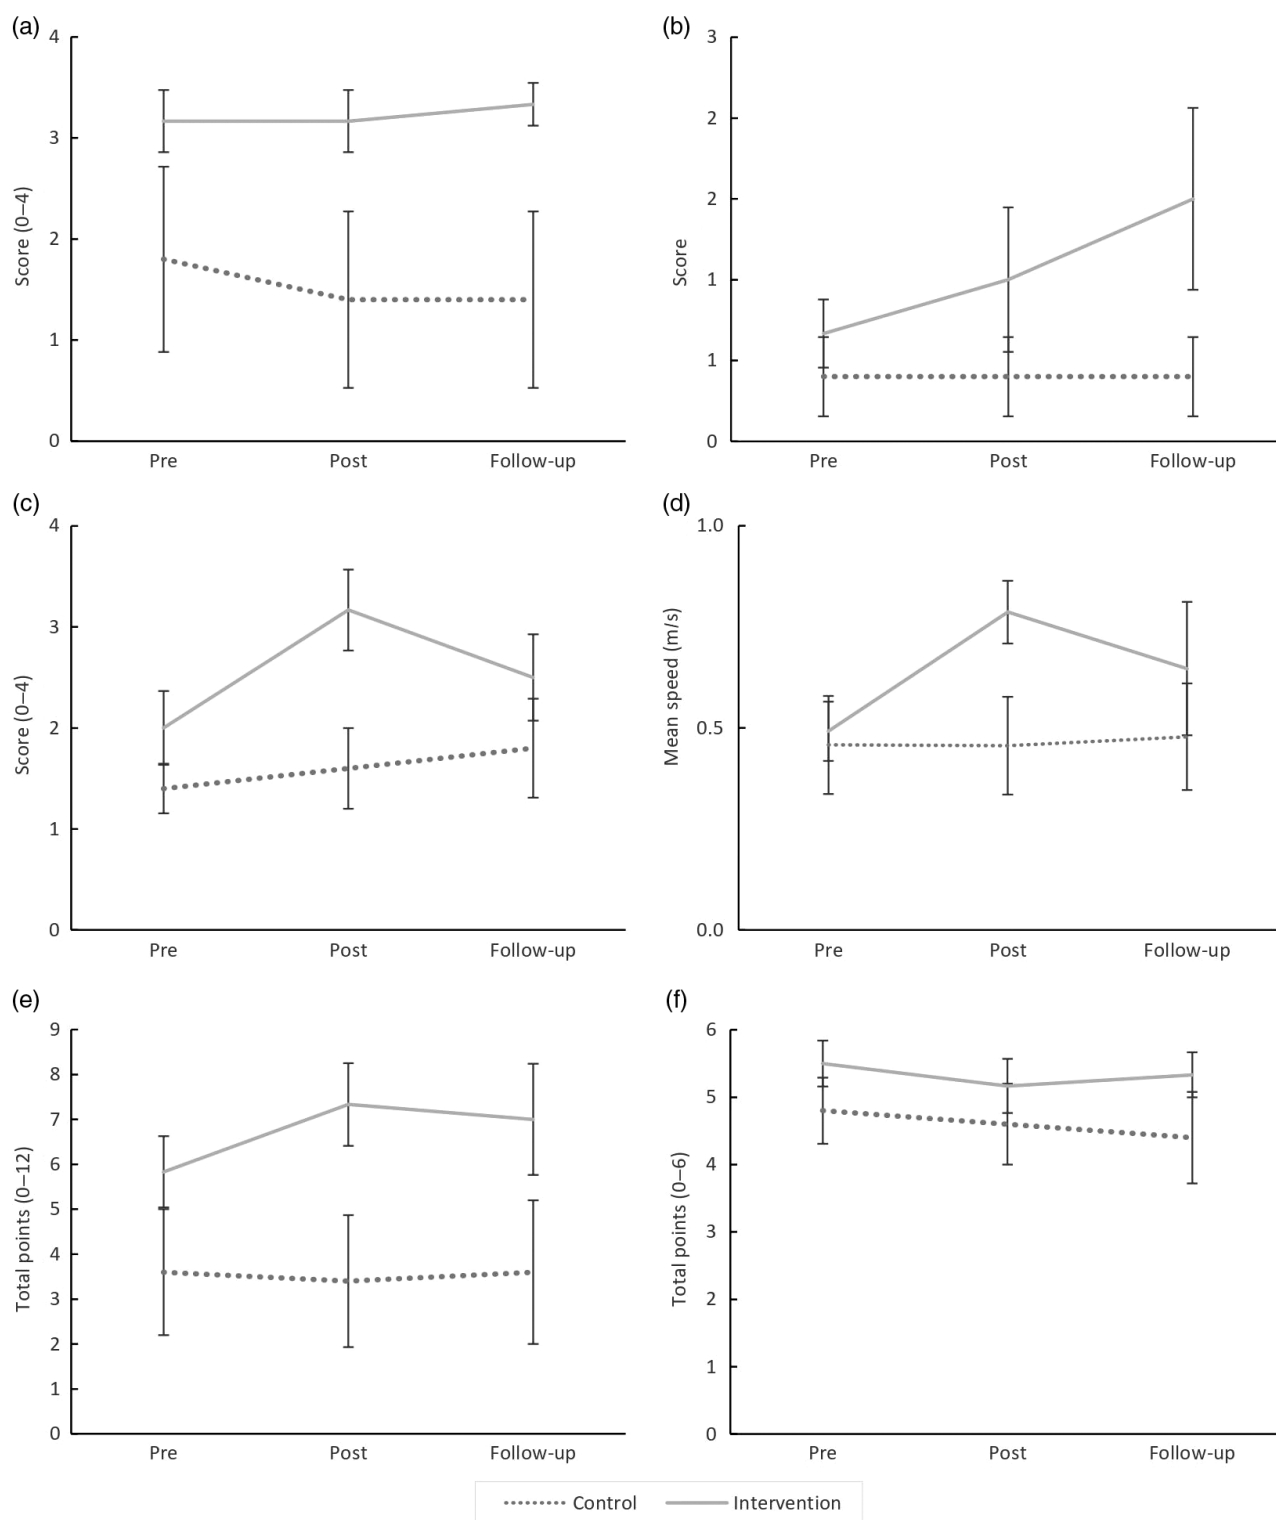 (a)
4
3
2
1
0
Score (0–4)
Pre Post Follow-up
(b)
3
2
2
1
1
0
Score
Pre Post Follow-up
(c)
4
3
2
1
0
Score (0–4)
Pre Post Follow-up
(d)
1.0
0.5
0.0
Mean speed (m/s)
Pre Post Follow-up
(e)
9
8
7
6
5
4
3
2
1
0
Total points (0–12)
Pre Post Follow-up
(f)
6
5
4
3
2
1
0
Total points (0–6)
Pre Post Follow-up
Control Intervention